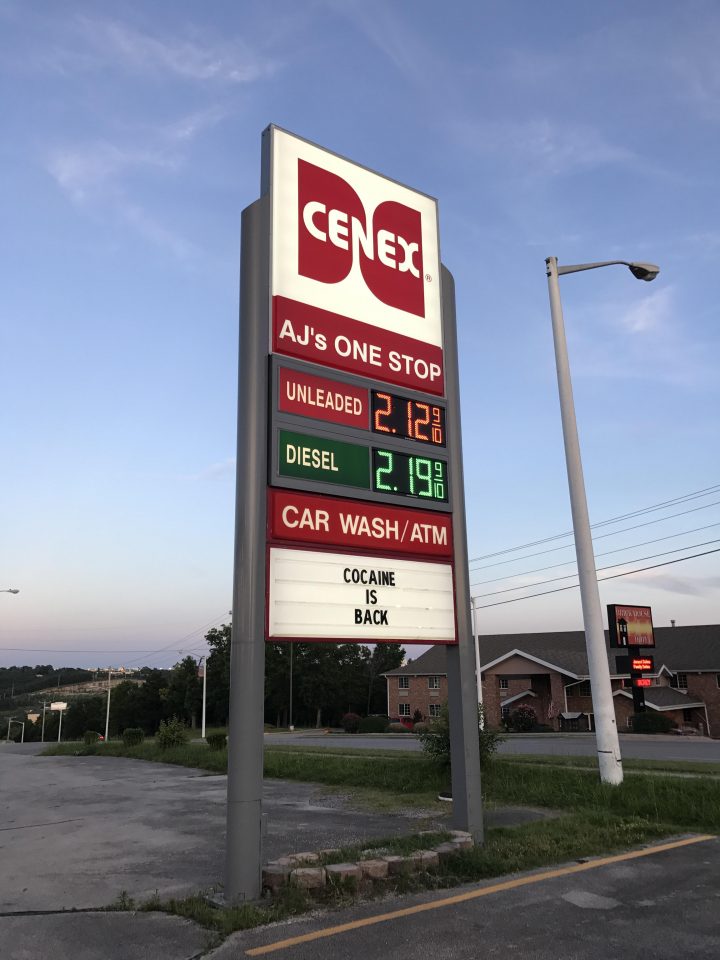 CENEX®
AJ's ONE STOP
UNLEADED 2.12 9/10
DIESEL 2.19 9/10
CAR WASH/ATM
COCAINE
IS
BACK